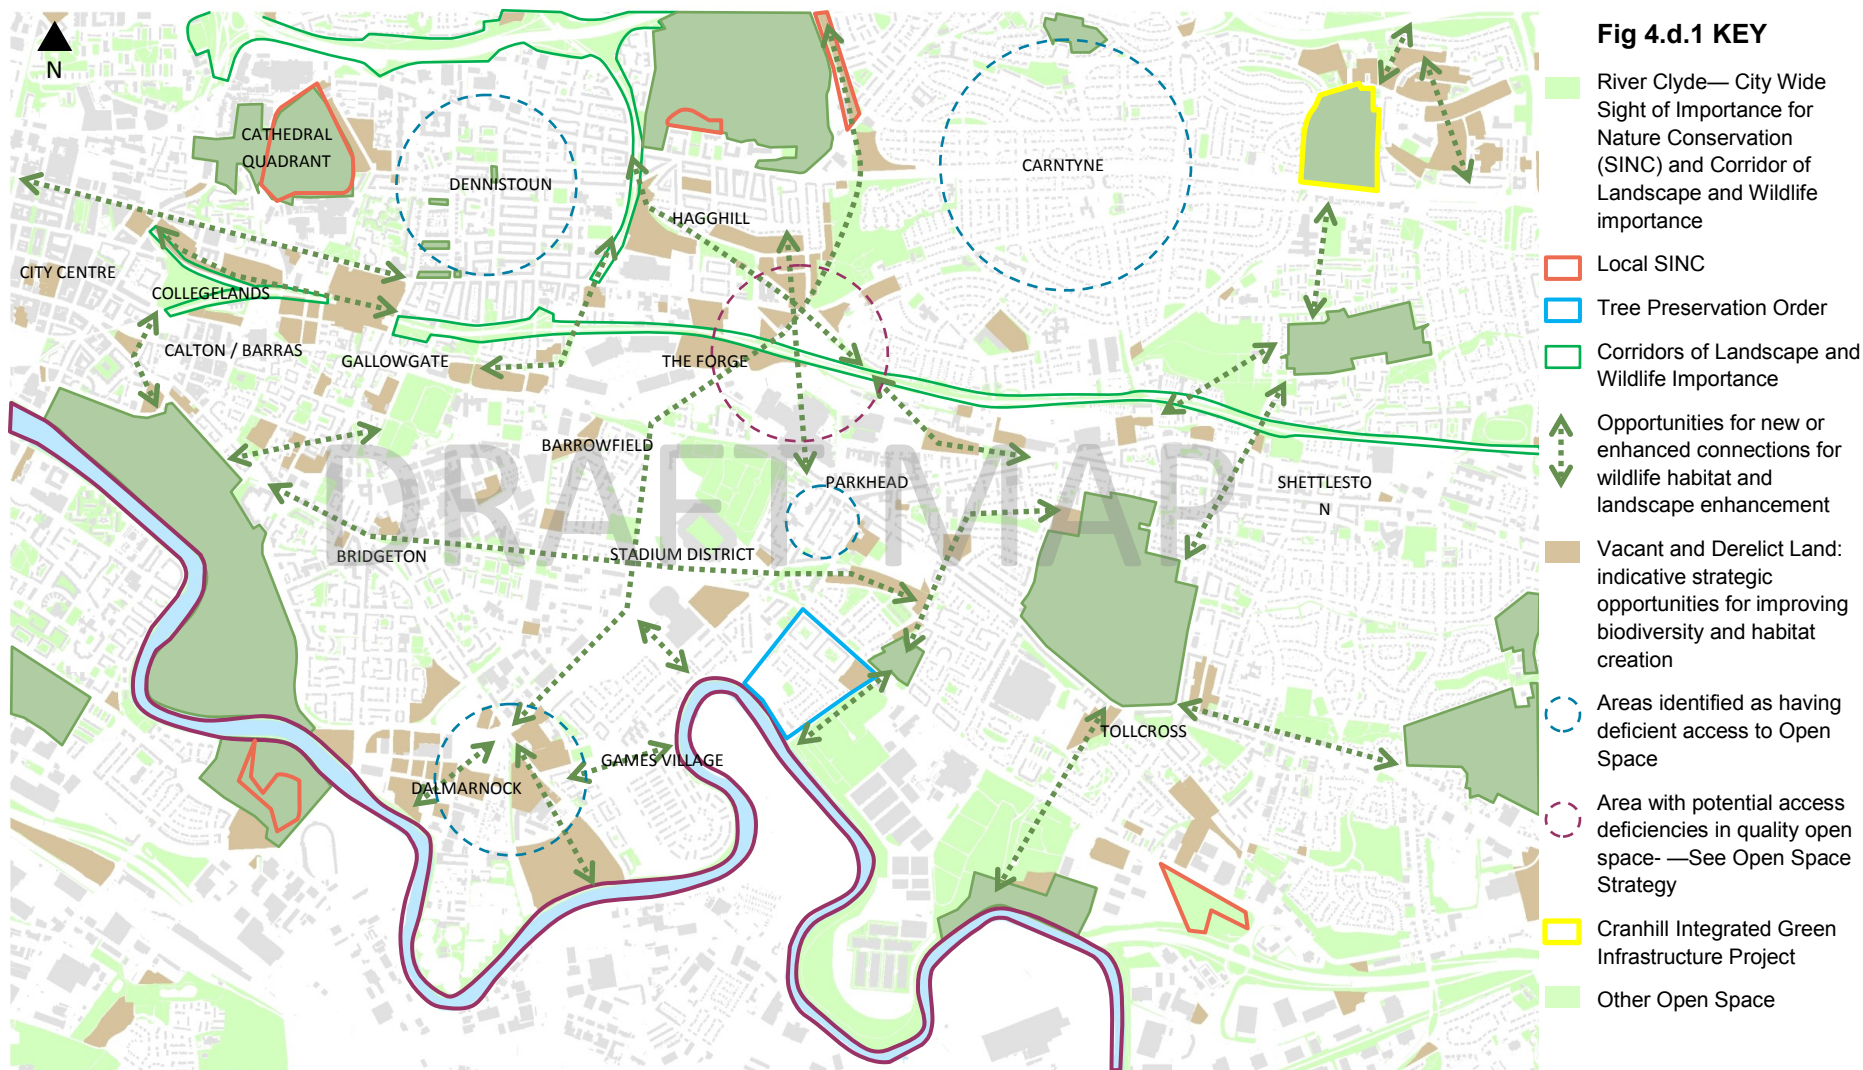 N
CATHEDRAL
QUADRANT
DENNISTOUN
CARNTYNE
HAGGHILL
CITY CENTRE
COLLEGELANDS
CALTON / BARRAS
GALLOWGATE
THE FORGE
BARROWFIELD
DRAFT MAP
PARKHEAD
SHETTLESTO
N
BRIDGETON
STADIUM DISTRICT
TOLLCROSS
GAMES VILLAGE
DALMARNOCK
Fig 4.d.1 KEY
River Clyde— City Wide
Sight of Importance for
Nature Conservation
(SINC) and Corridor of
Landscape and Wildlife
importance
Local SINC
Tree Preservation Order
Corridors of Landscape and
Wildlife Importance
Opportunities for new or
enhanced connections for
wildlife habitat and
landscape enhancement
Vacant and Derelict Land:
indicative strategic
opportunities for improving
biodiversity and habitat
creation
Areas identified as having
deficient access to Open
Space
Area with potential access
deficiencies in quality open
space- —See Open Space
Strategy
Cranhill Integrated Green
Infrastructure Project
Other Open Space